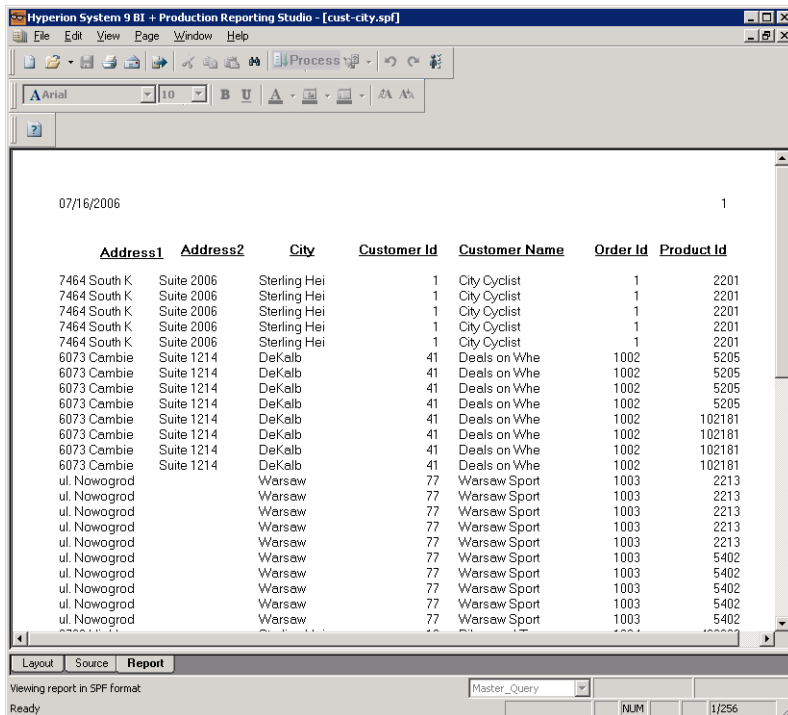 Hyperion System 9 BI + Production Reporting Studio - [cust-city.spf]
File Edit View Page Window Help
Process
A Arial 10 B U A
07/16/2006 1
Address1 Address2 City Customer Id Customer Name Order Id Product Id
7464 South K Suite 2006 Sterling Hei 1 City Cyclist 1 2201
7464 South K Suite 2006 Sterling Hei 1 City Cyclist 1 2201
7464 South K Suite 2006 Sterling Hei 1 City Cyclist 1 2201
7464 South K Suite 2006 Sterling Hei 1 City Cyclist 1 2201
7464 South K Suite 2006 Sterling Hei 1 City Cyclist 1 2201
6073 Cambie Suite 1214 DeKalb 41 Deals on Whe 1002 5205
6073 Cambie Suite 1214 DeKalb 41 Deals on Whe 1002 5205
6073 Cambie Suite 1214 DeKalb 41 Deals on Whe 1002 5205
6073 Cambie Suite 1214 DeKalb 41 Deals on Whe 1002 5205
6073 Cambie Suite 1214 DeKalb 41 Deals on Whe 1002 102181
6073 Cambie Suite 1214 DeKalb 41 Deals on Whe 1002 102181
6073 Cambie Suite 1214 DeKalb 41 Deals on Whe 1002 102181
6073 Cambie Suite 1214 DeKalb 41 Deals on Whe 1002 102181
ul. Nowogrod Warsaw 77 Warsaw Sport 1003 2213
ul. Nowogrod Warsaw 77 Warsaw Sport 1003 2213
ul. Nowogrod Warsaw 77 Warsaw Sport 1003 2213
ul. Nowogrod Warsaw 77 Warsaw Sport 1003 2213
ul. Nowogrod Warsaw 77 Warsaw Sport 1003 2213
ul. Nowogrod Warsaw 77 Warsaw Sport 1003 5402
ul. Nowogrod Warsaw 77 Warsaw Sport 1003 5402
ul. Nowogrod Warsaw 77 Warsaw Sport 1003 5402
ul. Nowogrod Warsaw 77 Warsaw Sport 1003 5402
ul. Nowogrod Warsaw 77 Warsaw Sport 1003 5402
Layout Source Report
Viewing report in SPF format Master_Query
Ready NUM 1/256